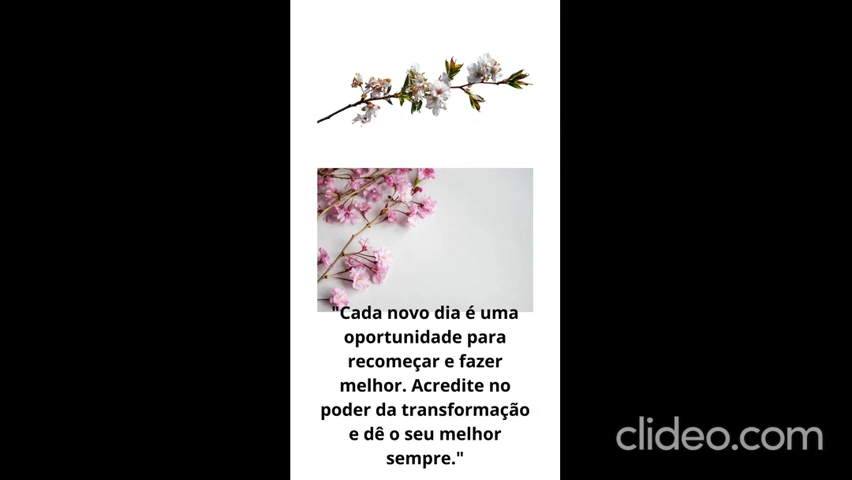 "Cada novo dia é uma
oportunidade para
recomeçar e fazer
melhor. Acredite no
poder da transformação
e dê o seu melhor
sempre."
clideo.com